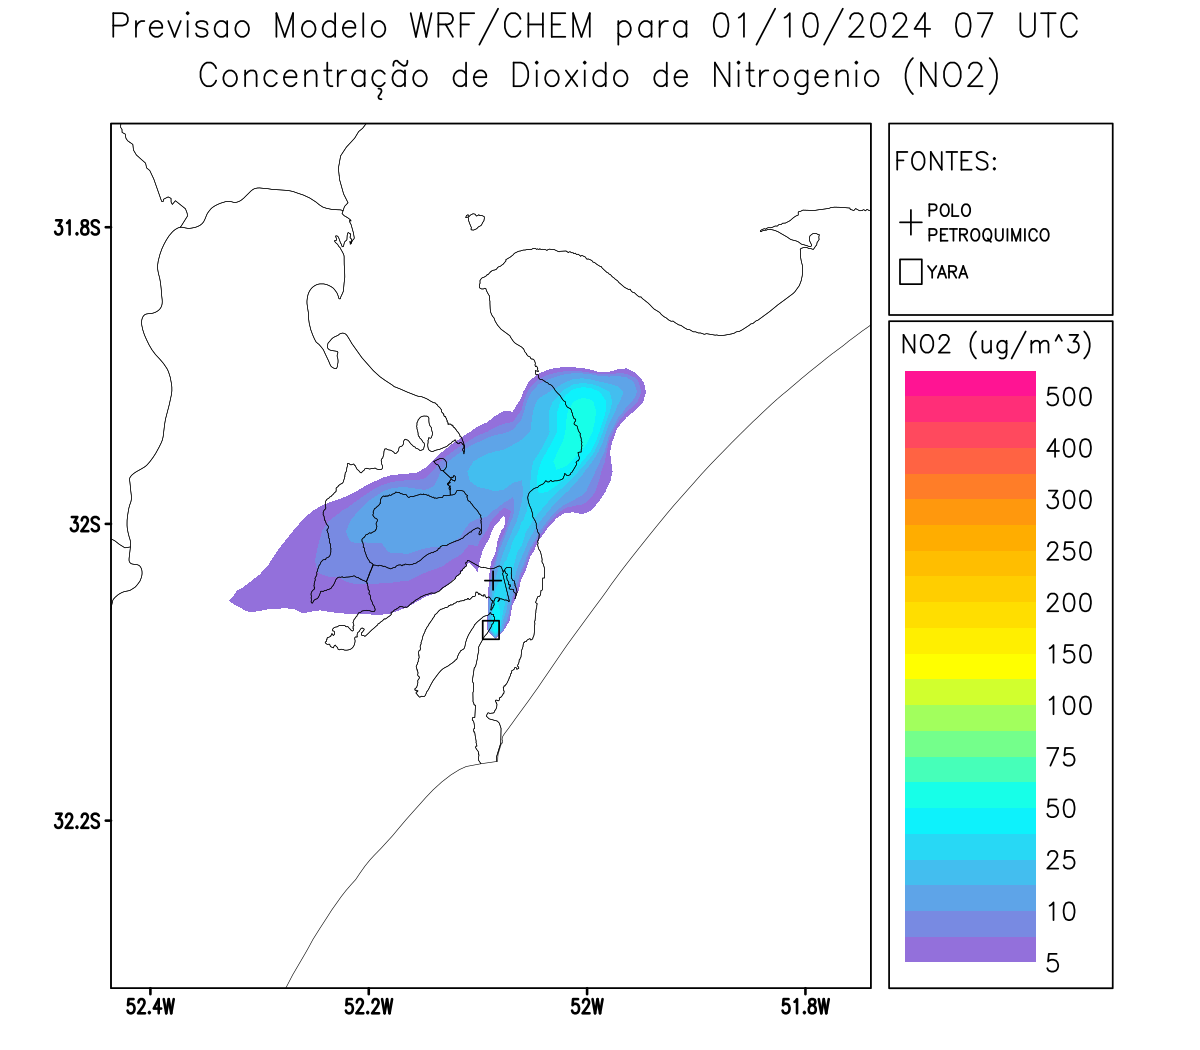 Previsao Modelo WRF/CHEM para 01/10/2024 07 UTC
Concentração de Dioxido de Nitrogenio (NO2)
FONTES:
POLO
PETROQUIMICO
YARA
NO2 (ug/m^3)
500
400
300
250
200
150
100
75
50
25
10
5
31.8S
32S
32.2S
52.4W
52.2W
52W
51.8W